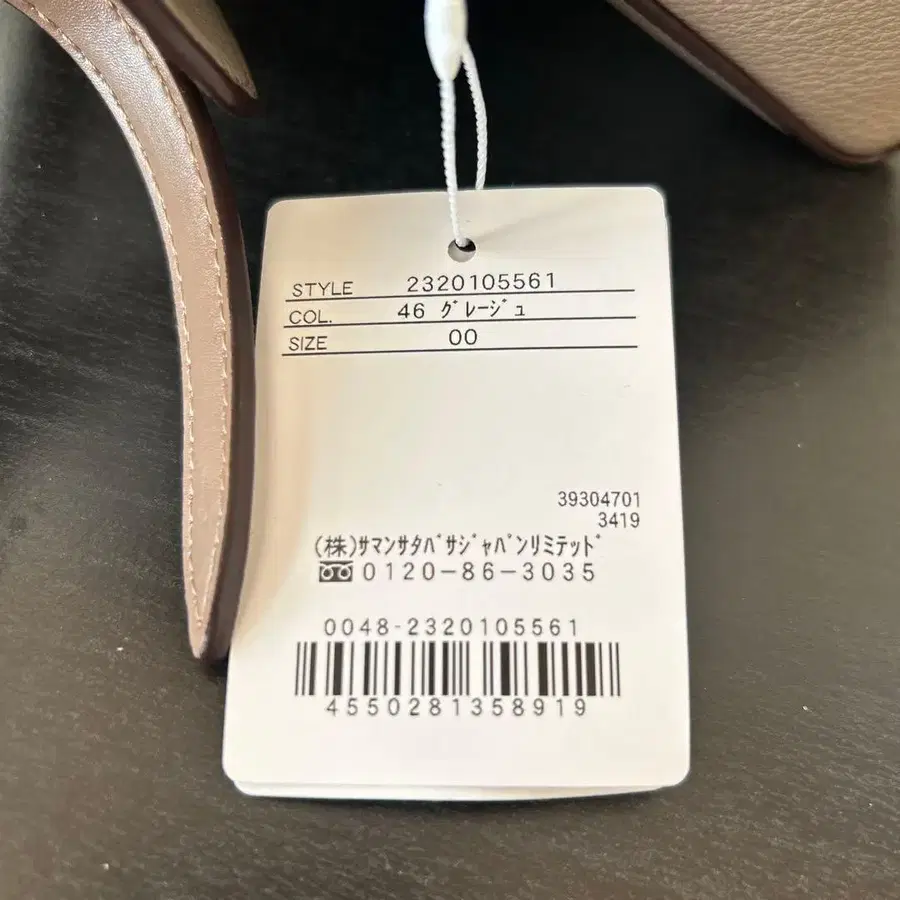 STYLE 2320105561
COL. 46 ｸﾞﾚｰｼﾞｭ
SIZE 00
39304701
3419
(株)ｻﾏﾝｻﾀﾊﾞｻｼﾞｬﾊﾟﾝﾘﾐﾃｯﾄﾞ
0120-86-3035
0048-2320105561
4550281358919